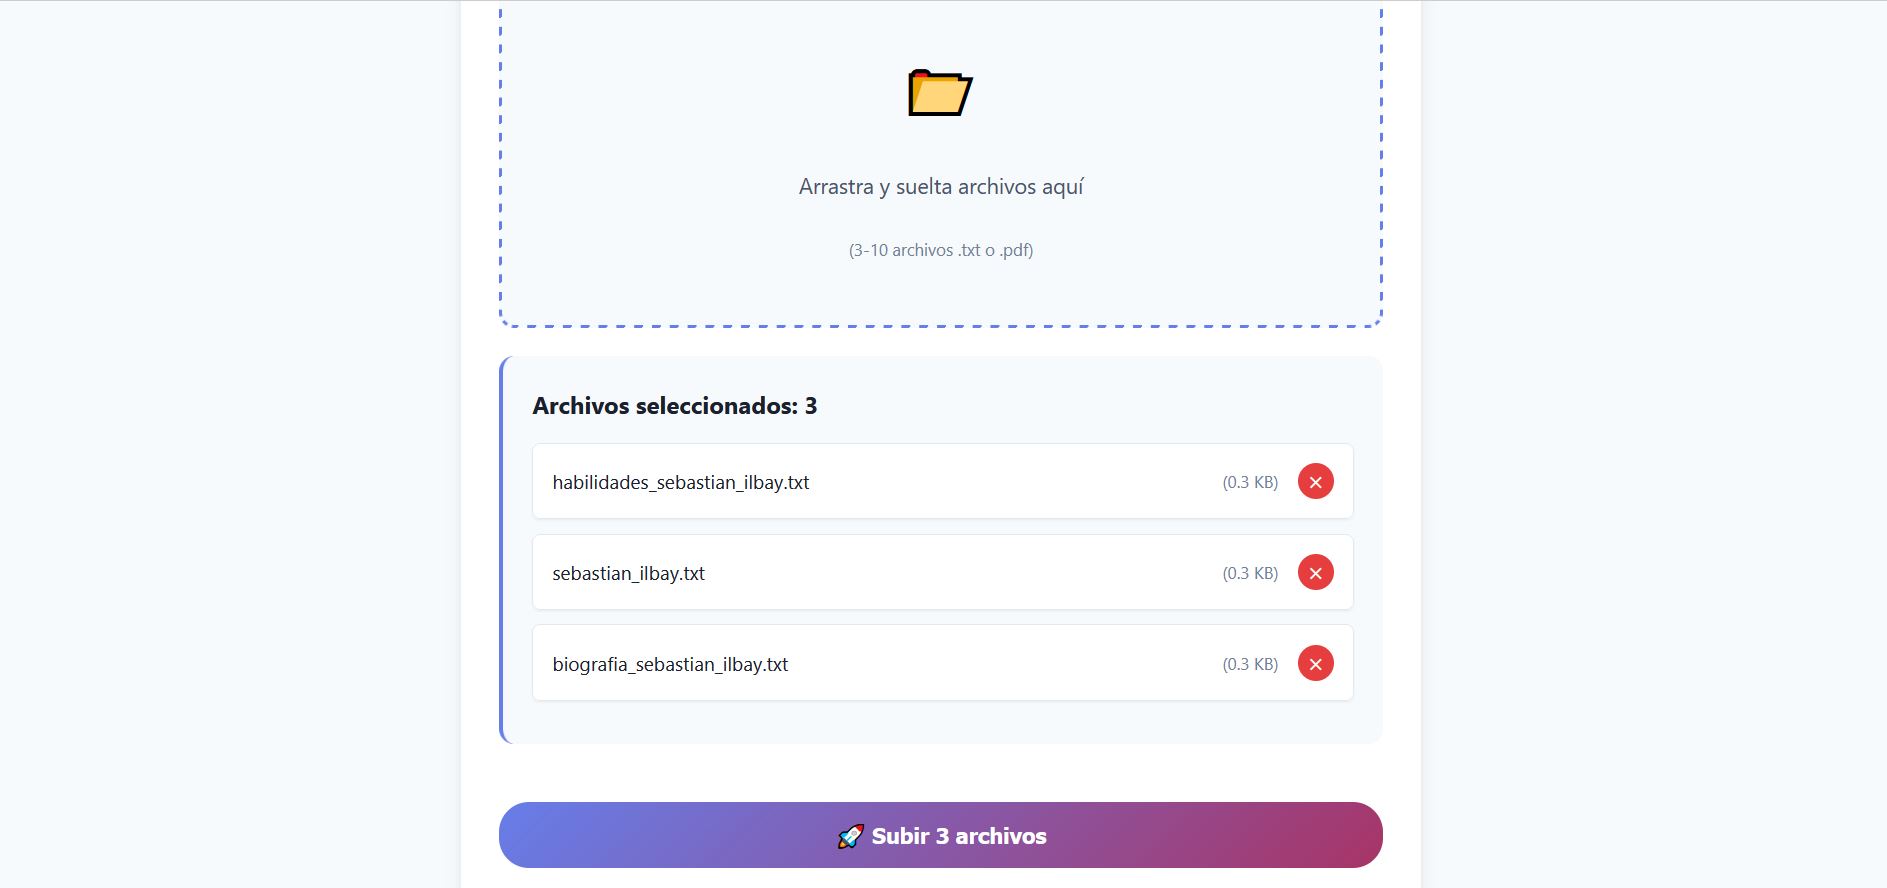 Arrastra y suelta archivos aquí
(3-10 archivos .txt o .pdf)
Archivos seleccionados: 3
habilidades_sebastian_ilbay.txt (0.3 KB) ×
sebastian_ilbay.txt (0.3 KB) ×
biografia_sebastian_ilbay.txt (0.3 KB) ×
🚀 Subir 3 archivos